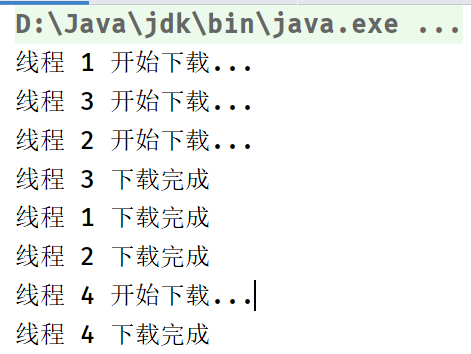 D:\Java\jdk\bin\java.exe ...
线程 1 开始下载...
线程 3 开始下载...
线程 2 开始下载...
线程 3 下载完成
线程 1 下载完成
线程 2 下载完成
线程 4 开始下载...
线程 4 下载完成